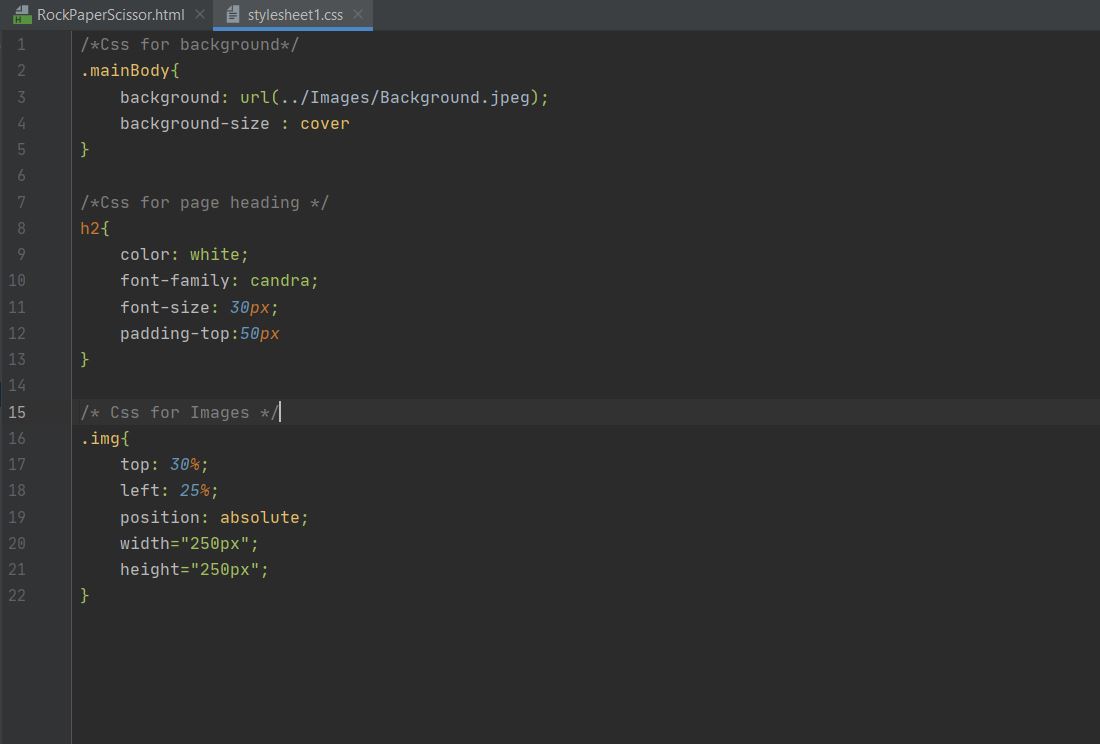 RockPaperScissor.html stylesheet1.css
1 /*Css for background*/
2 .mainBody{
3 background: url(../Images/Background.jpeg);
4 background-size : cover
5 }
6
7 /*Css for page heading */
8 h2{
9 color: white;
10 font-family: candra;
11 font-size: 30px;
12 padding-top:50px
13 }
14
15 /* Css for Images */
16 .img{
17 top: 30%;
18 left: 25%;
19 position: absolute;
20 width="250px";
21 height="250px";
22 }